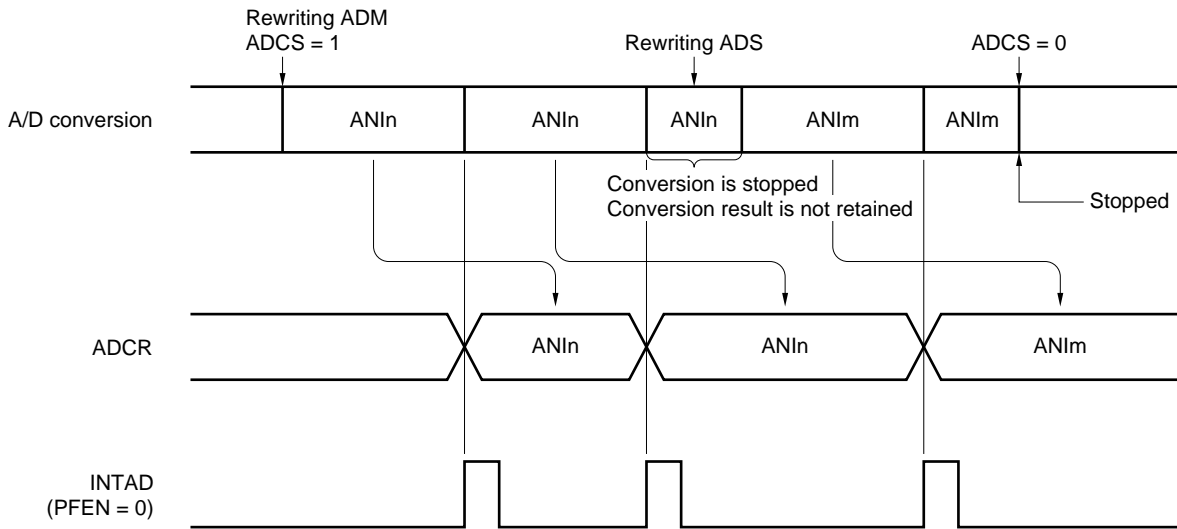 Rewriting ADM
ADCS = 1
Rewriting ADS
ADCS = 0
A/D conversion
ANIn
ANIn
ANIn
ANIm
ANIm
Conversion is stopped
Conversion result is not retained
Stopped
ADCR
ANIn
ANIn
ANIm
INTAD
(PFEN = 0)